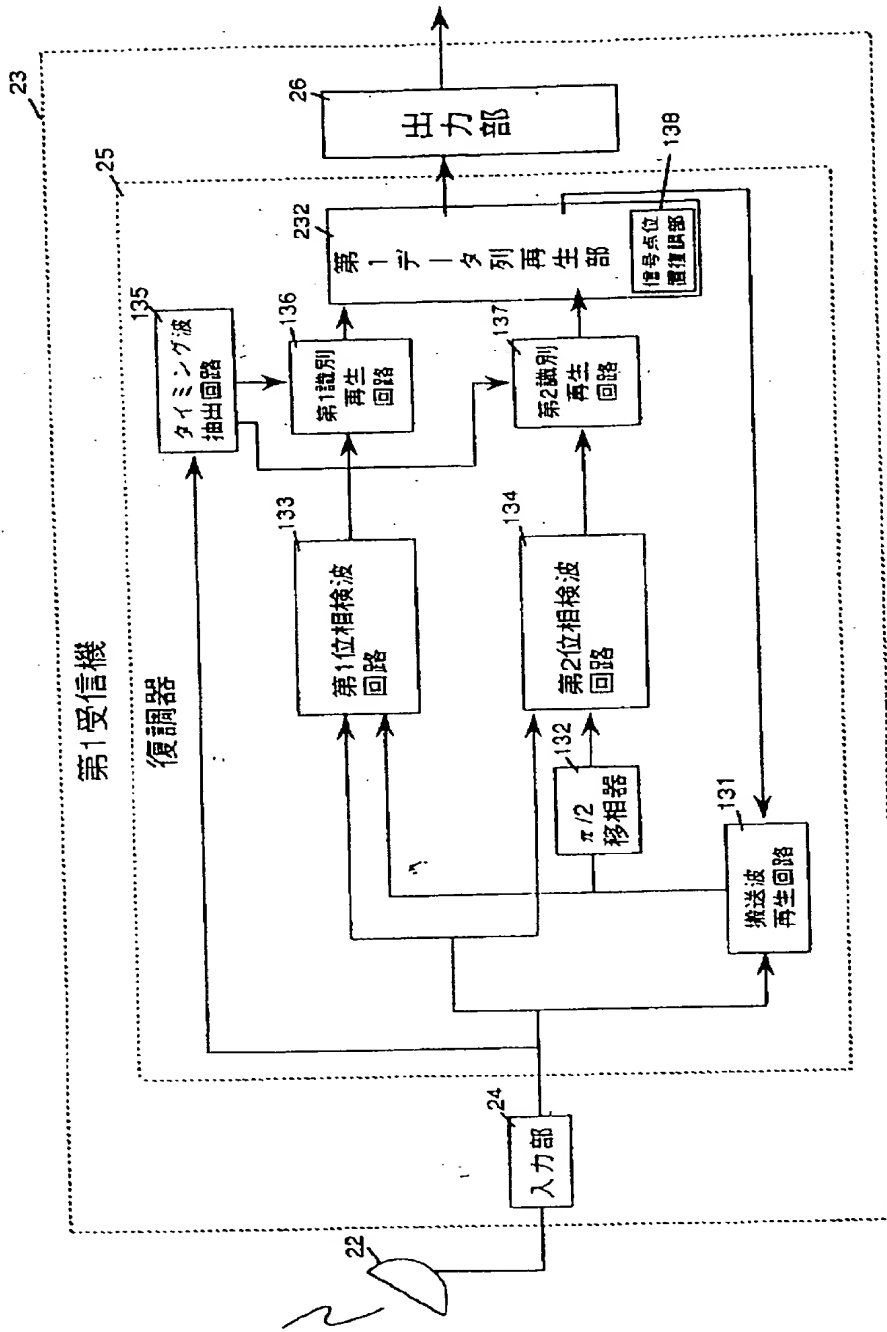 23
第1受信機
25
復調器
135
タイミング波
抽出回路
133
第1位相検波
回路
136
第1識別
再生
回路
232
第1データ列再生部
26
出力部
138
信号点位
置復倶部
134
第2位相検波
回路
137
第2識別
再生
回路
132
π/2
移相器
131
搬送波
再生回路
24
入力部
22